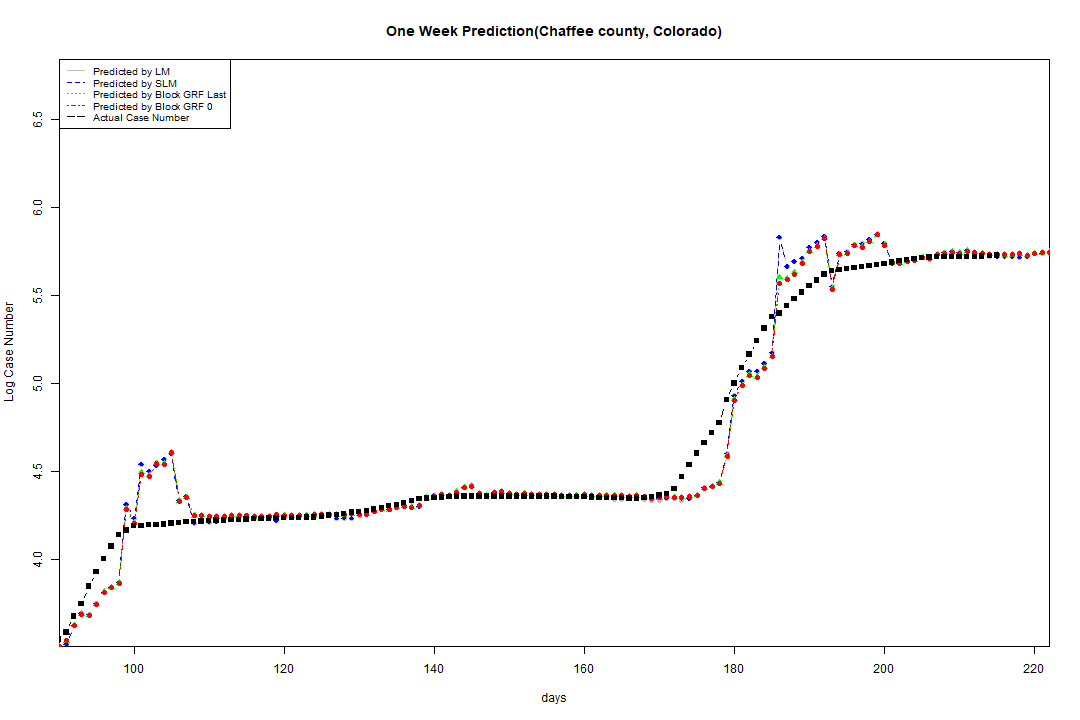 One Week Prediction(Chaffee county, Colorado)
Predicted by LM
Predicted by SLM
Predicted by Block GRF Last
Predicted by Block GRF 0
Actual Case Number
6.5
6.0
5.5
5.0
4.5
4.0
Log Case Number
100 120 140 160 180 200 220
days